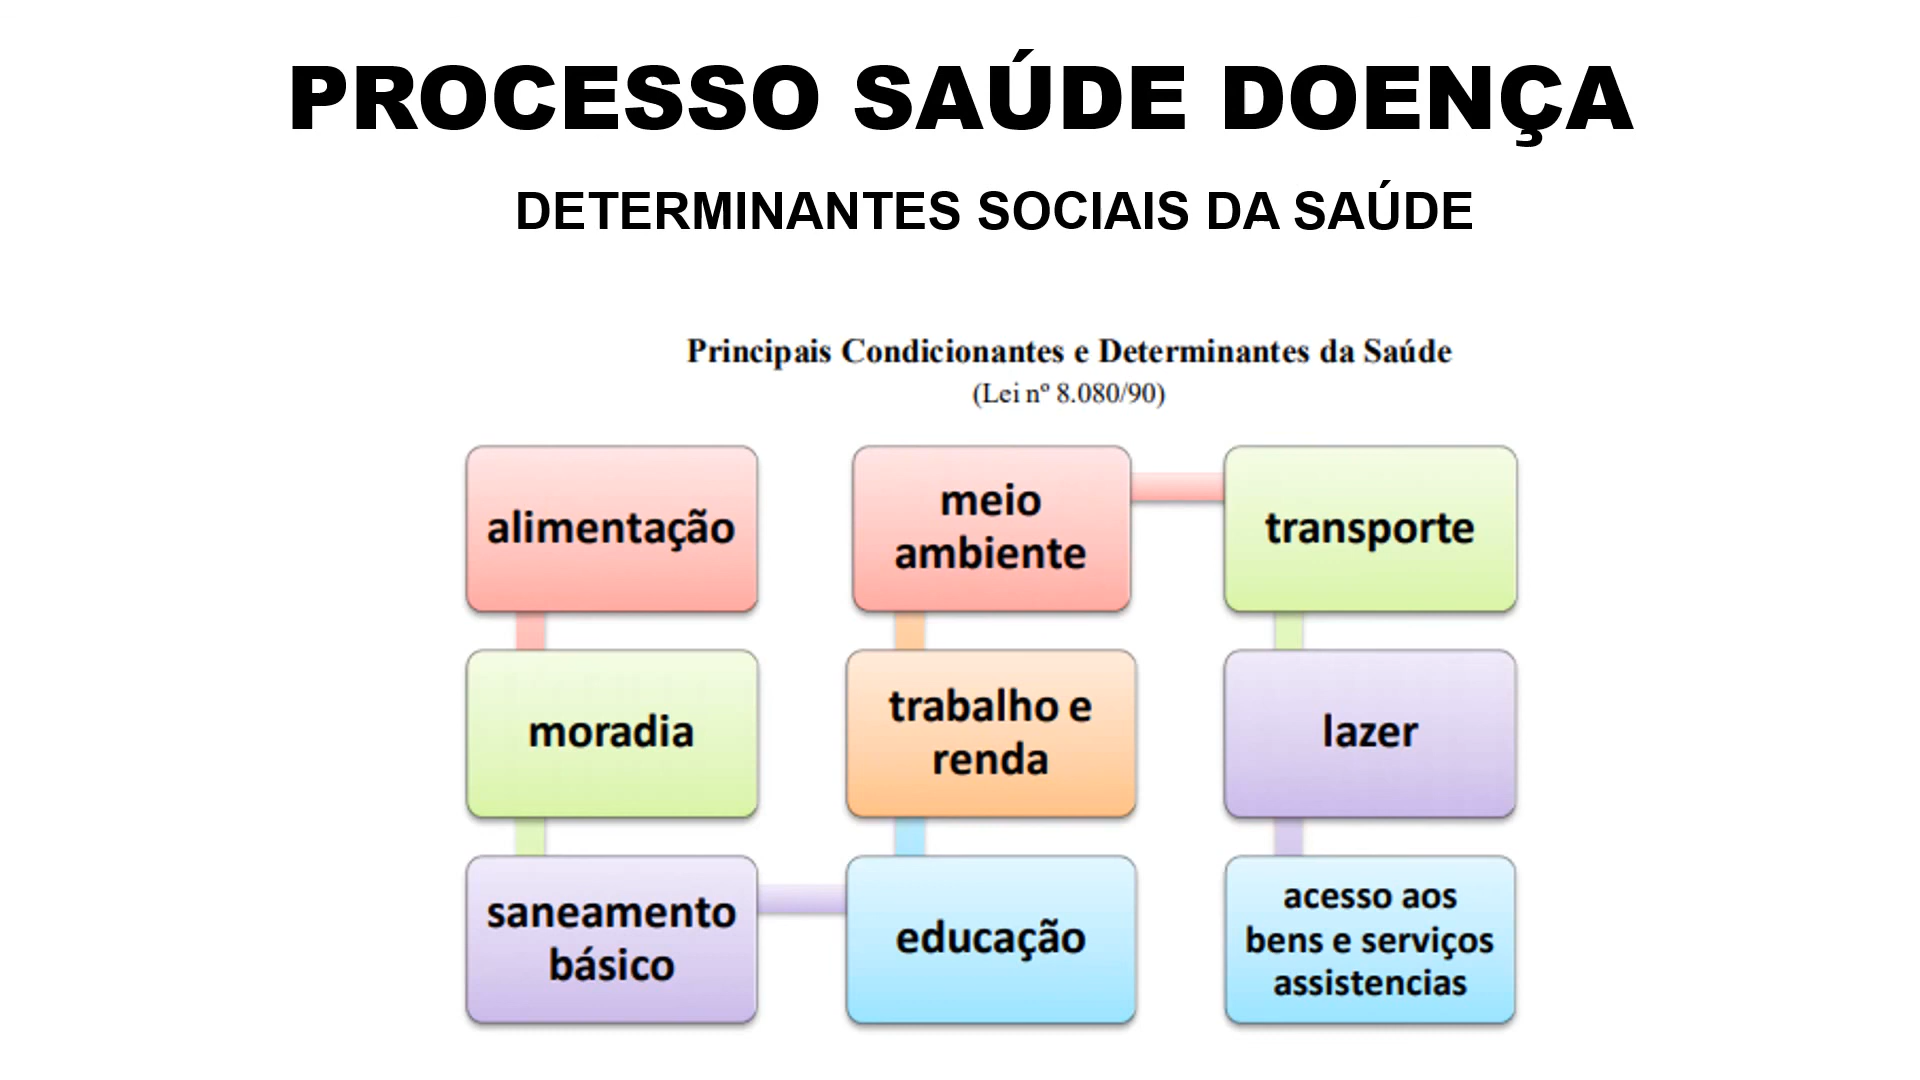 PROCESSO SAÚDE DOENÇA
DETERMINANTES SOCIAIS DA SAÚDE
Principais Condicionantes e Determinantes da Saúde
(Lei nº 8.080/90)
alimentação
moradia
saneamento
básico
educação
trabalho e
renda
meio
ambiente
transporte
lazer
acesso aos
bens e serviços
assistencias